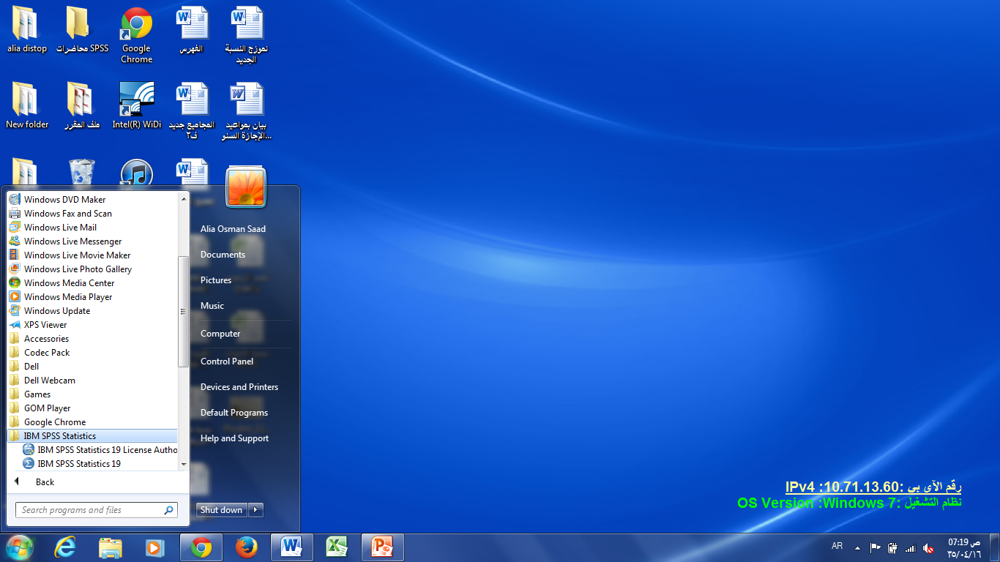 alia distop
محاضرات SPSS
Google
Chrome
الفهرس
نموزج النسبة
الجديد
New folder
ملف المقرر
Intel(R) WiDi
المجاميع جديد
ف٢
بيان بمواعيد
الإجازة السنو...
Windows DVD Maker
Windows Fax and Scan
Windows Live Mail
Windows Live Messenger
Windows Live Movie Maker
Windows Live Photo Gallery
Windows Media Center
Windows Media Player
Windows Update
XPS Viewer
Accessories
Codec Pack
Dell
Dell Webcam
Games
GOM Player
Google Chrome
IBM SPSS Statistics
IBM SPSS Statistics 19 License Autho
IBM SPSS Statistics 19
Back
Search programs and files
Alia Osman Saad
Documents
Pictures
Music
Computer
Control Panel
Devices and Printers
Default Programs
Help and Support
Shut down
رقم الآي بي :IPv4 :10.71.13.60
نظام التشغيل :OS Version :Windows 7
AR
07:19 ص
٣٥/٠٤/١٦